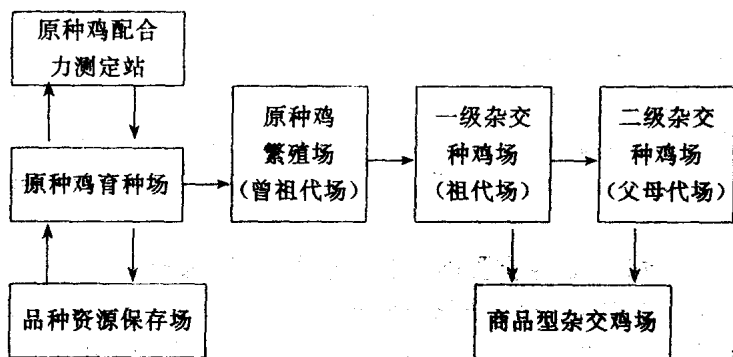 原种鸡配合
力测定站
原种鸡育种场
品种资源保存场
原种鸡
繁殖场
(曾祖代场)
一级杂交
种鸡场
(祖代场)
二级杂交
种鸡场
(父母代场)
商品型杂交鸡场